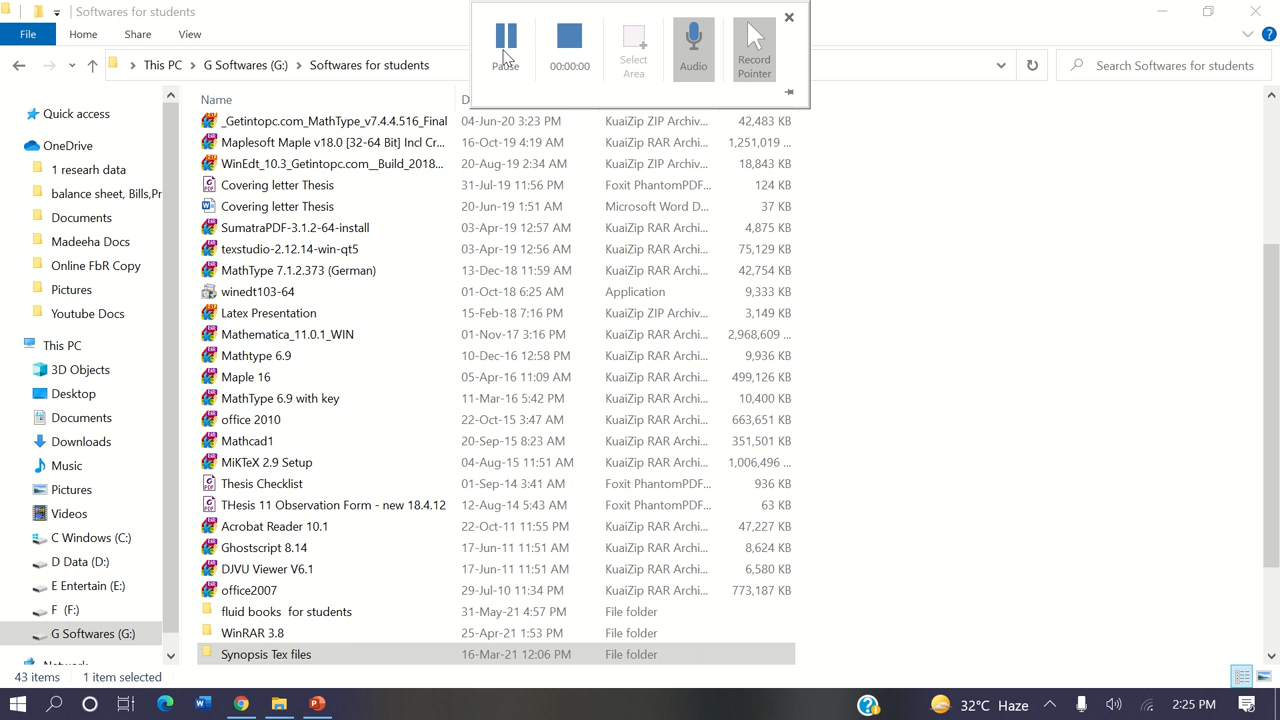 Softwares for students
File Home Share View
This PC G Softwares (G:) Softwares for students
Search Softwares for students
Pause 00:00:00 Select Area Audio Record Pointer
Quick access
OneDrive
1 researh data
balance sheet, Bills,Pr
Documents
Madeeha Docs
Online FbR Copy
Pictures
Youtube Docs
This PC
3D Objects
Desktop
Documents
Downloads
Music
Pictures
Videos
C Windows (C:)
D Data (D:)
E Entertain (E:)
F (F:)
G Softwares (G:)
Network
Name D
_Getintopc.com_MathType_v7.4.4.516_Final 04-Jun-20 3:23 PM KuaiZip ZIP Archiv... 42,483 KB
Maplesoft Maple v18.0 [32-64 Bit] Incl Cr... 16-Oct-19 4:19 AM KuaiZip RAR Archi... 1,251,019 ...
WinEdt_10.3_Getintopc.com__Build_2018... 20-Aug-19 2:34 AM KuaiZip ZIP Archiv... 18,843 KB
Covering letter Thesis 31-Jul-19 11:56 PM Foxit PhantomPDF... 124 KB
Covering letter Thesis 20-Jun-19 1:51 AM Microsoft Word D... 37 KB
SumatraPDF-3.1.2-64-install 03-Apr-19 12:57 AM KuaiZip RAR Archi... 4,875 KB
texstudio-2.12.14-win-qt5 03-Apr-19 12:56 AM KuaiZip RAR Archi... 75,129 KB
MathType 7.1.2.373 (German) 13-Dec-18 11:59 AM KuaiZip RAR Archi... 42,754 KB
winedt103-64 01-Oct-18 6:25 AM Application 9,333 KB
Latex Presentation 15-Feb-18 7:16 PM KuaiZip ZIP Archiv... 3,149 KB
Mathematica_11.0.1_WIN 01-Nov-17 3:16 PM KuaiZip RAR Archi... 2,968,609 ...
Mathtype 6.9 10-Dec-16 12:58 PM KuaiZip RAR Archi... 9,936 KB
Maple 16 05-Apr-16 11:09 AM KuaiZip RAR Archi... 499,126 KB
MathType 6.9 with key 11-Mar-16 5:42 PM KuaiZip RAR Archi... 10,400 KB
office 2010 22-Oct-15 3:47 AM KuaiZip RAR Archi... 663,651 KB
Mathcad1 20-Sep-15 8:23 AM KuaiZip RAR Archi... 351,501 KB
MiKTeX 2.9 Setup 04-Aug-15 11:51 AM KuaiZip RAR Archi... 1,006,496 ...
Thesis Checklist 01-Sep-14 3:41 AM Foxit PhantomPDF... 936 KB
THesis 11 Observation Form - new 18.4.12 12-Aug-14 5:43 AM Foxit PhantomPDF... 63 KB
Acrobat Reader 10.1 22-Oct-11 11:55 PM KuaiZip RAR Archi... 47,227 KB
Ghostscript 8.14 17-Jun-11 11:51 AM KuaiZip RAR Archi... 8,624 KB
DJVU Viewer V6.1 17-Jun-11 11:51 AM KuaiZip RAR Archi... 6,580 KB
office2007 29-Jul-10 11:34 PM KuaiZip RAR Archi... 773,187 KB
fluid books for students 31-May-21 4:57 PM File folder
WinRAR 3.8 25-Apr-21 1:53 PM File folder
Synopsis Tex files 16-Mar-21 12:06 PM File folder
43 items 1 item selected
32°C Haze 2:25 PM